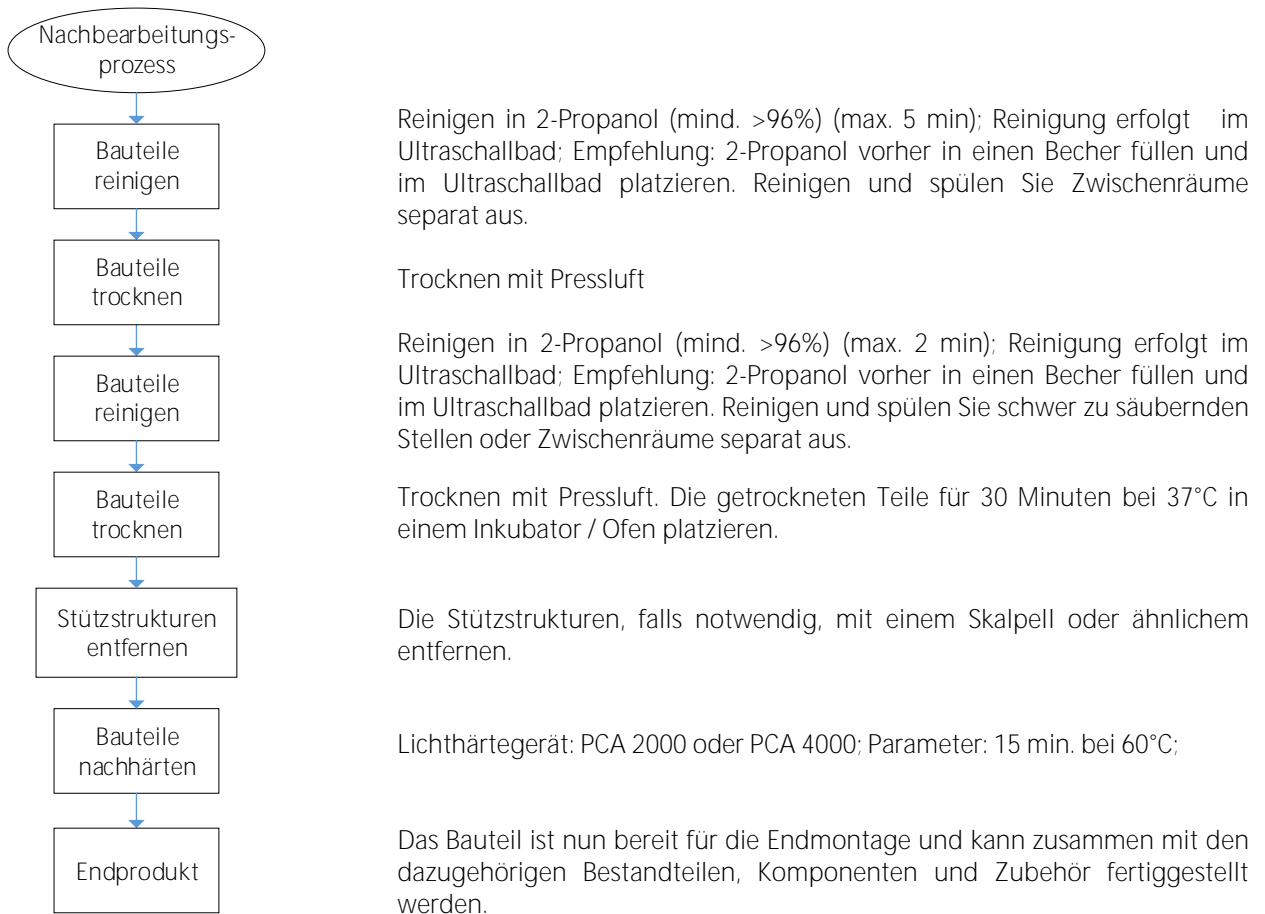 Nachbearbeitungs-
prozess
Bauteile
reinigen
Reinigen in 2-Propanol (mind. >96%) (max. 5 min); Reinigung erfolgt im
Ultraschallbad; Empfehlung: 2-Propanol vorher in einen Becher füllen und
im Ultraschallbad platzieren. Reinigen und spülen Sie Zwischenräume
separat aus.
Bauteile
trocknen
Trocknen mit Pressluft
Bauteile
reinigen
Reinigen in 2-Propanol (mind. >96%) (max. 2 min); Reinigung erfolgt im
Ultraschallbad; Empfehlung: 2-Propanol vorher in einen Becher füllen und
im Ultraschallbad platzieren. Reinigen und spülen Sie schwer zu säubernden
Stellen oder Zwischenräume separat aus.
Bauteile
trocknen
Trocknen mit Pressluft. Die getrockneten Teile für 30 Minuten bei 37°C in
einem Inkubator / Ofen platzieren.
Stützstrukturen
entfernen
Die Stützstrukturen, falls notwendig, mit einem Skalpell oder ähnlichem
entfernen.
Bauteile
nachhärten
Lichthärtegerät: PCA 2000 oder PCA 4000; Parameter: 15 min. bei 60°C;
Endprodukt
Das Bauteil ist nun bereit für die Endmontage und kann zusammen mit den
dazugehörigen Bestandteilen, Komponenten und Zubehör fertiggestellt
werden.